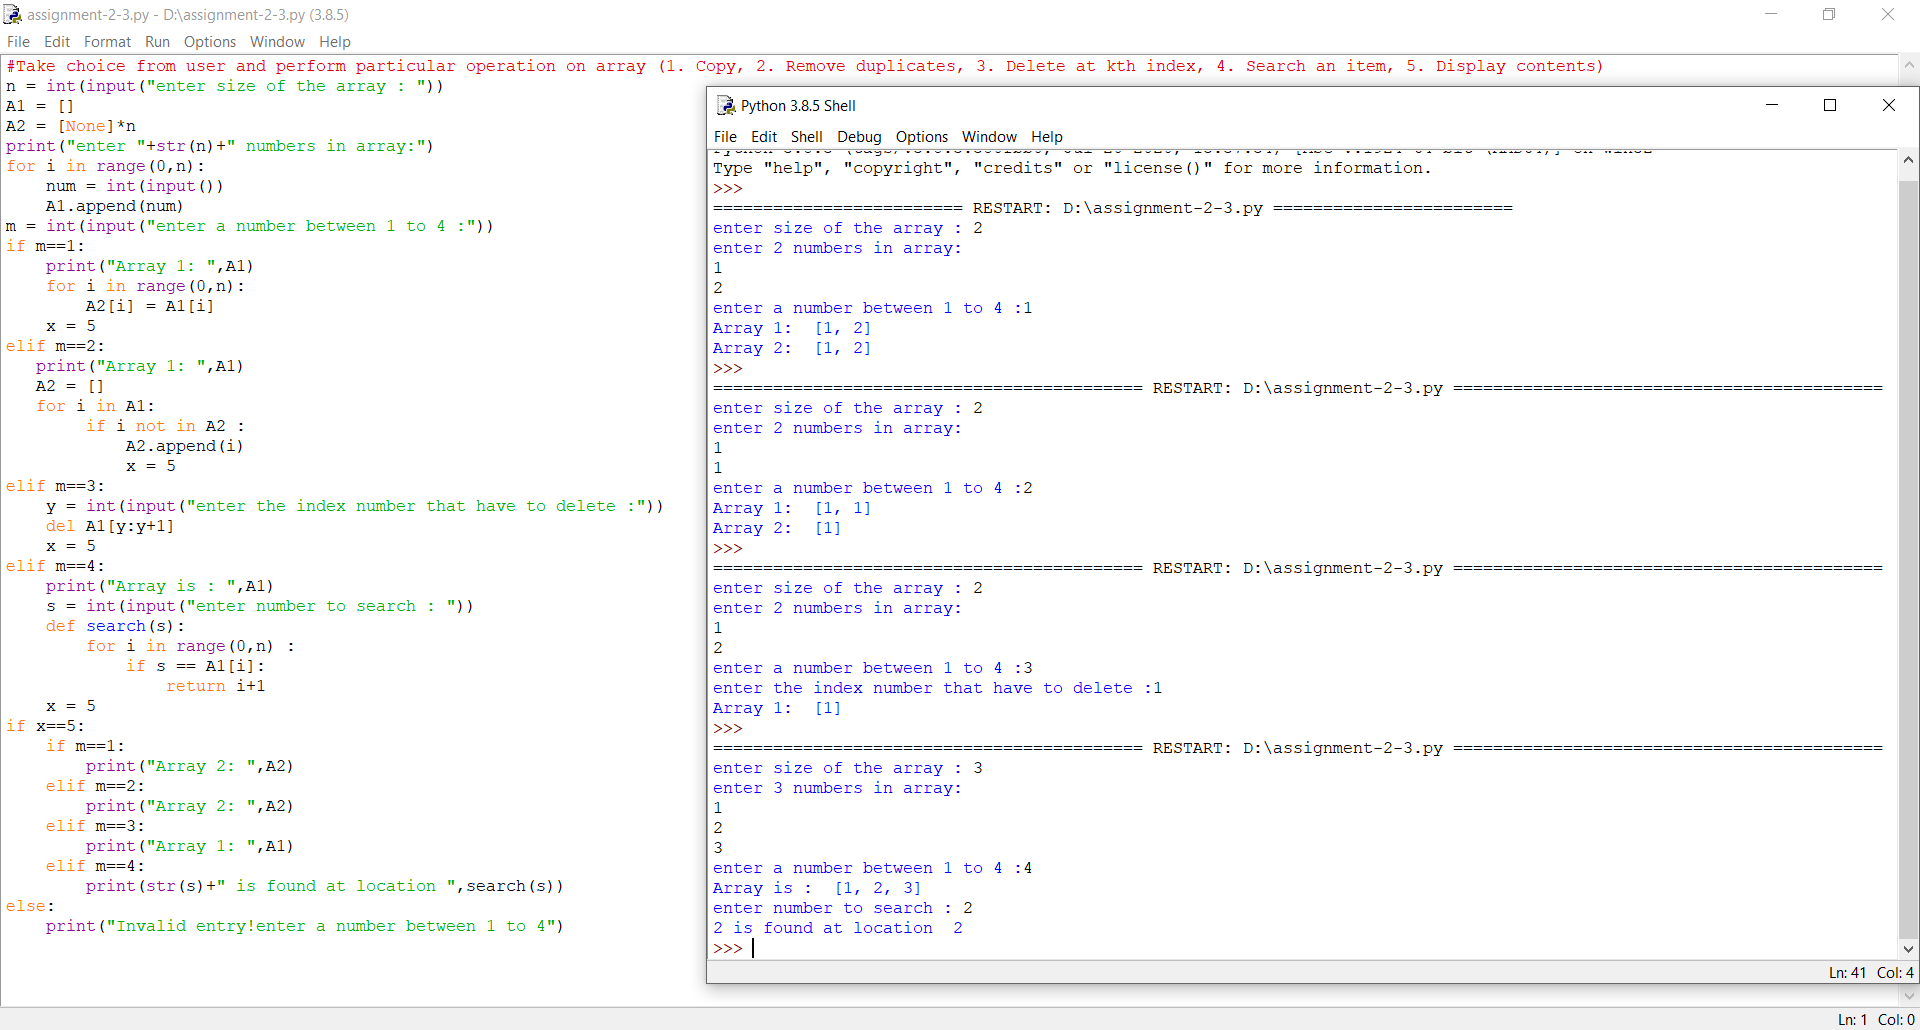 assignment-2-3.py - D:\assignment-2-3.py (3.8.5)
File Edit Format Run Options Window Help
#Take choice from user and perform particular operation on array (1. Copy, 2. Remove duplicates, 3. Delete at kth index, 4. Search an item, 5. Display contents)
n = int(input("enter size of the array : "))
A1 = []
A2 = [None]*n
print("enter "+str(n)+" numbers in array:")
for i in range(0,n):
    num = int(input())
    A1.append(num)
m = int(input("enter a number between 1 to 4 :"))
if m==1:
    print("Array 1: ",A1)
    for i in range(0,n):
        A2[i] = A1[i]
    x = 5
elif m==2:
   print("Array 1: ",A1)
   A2 = []
   for i in A1:
        if i not in A2 :
            A2.append(i)
            x = 5
elif m==3:
    y = int(input("enter the index number that have to delete :"))
    del A1[y:y+1]
    x = 5
elif m==4:
    print("Array is : ",A1)
    s = int(input("enter number to search : "))
    def search(s):
        for i in range(0,n) :
            if s == A1[i]:
                return i+1
    x = 5
if x==5:
    if m==1:
        print("Array 2: ",A2)
    elif m==2:
        print("Array 2: ",A2)
    elif m==3:
        print("Array 1: ",A1)
    elif m==4:
        print(str(s)+" is found at location ",search(s))
else:
    print("Invalid entry!enter a number between 1 to 4")
Python 3.8.5 Shell
File Edit Shell Debug Options Window Help
Type "help", "copyright", "credits" or "license()" for more information.
>>>
========================= RESTART: D:\assignment-2-3.py ========================
enter size of the array : 2
enter 2 numbers in array:
1
2
enter a number between 1 to 4 :1
Array 1:  [1, 2]
Array 2:  [1, 2]
>>>
=========================================== RESTART: D:\assignment-2-3.py ===========================================
enter size of the array : 2
enter 2 numbers in array:
1
1
enter a number between 1 to 4 :2
Array 1:  [1, 1]
Array 2:  [1]
>>>
=========================================== RESTART: D:\assignment-2-3.py ===========================================
enter size of the array : 2
enter 2 numbers in array:
1
2
enter a number between 1 to 4 :3
enter the index number that have to delete :1
Array 1:  [1]
>>>
=========================================== RESTART: D:\assignment-2-3.py ===========================================
enter size of the array : 3
enter 3 numbers in array:
1
2
3
enter a number between 1 to 4 :4
Array is :  [1, 2, 3]
enter number to search : 2
2 is found at location  2
>>>
Ln: 41 Col: 4
Ln: 1 Col: 0